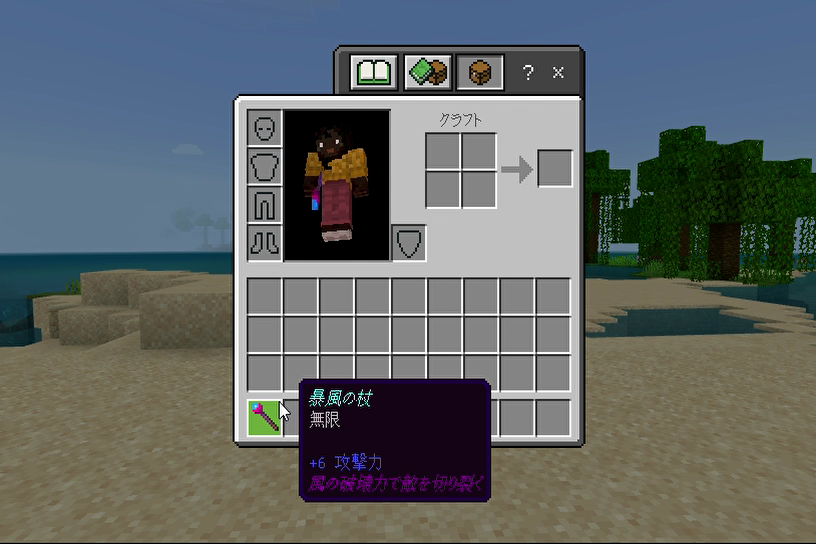 クラフト
暴風の杖
無限
+6 攻撃力
風の破壊力で敵を切り裂く